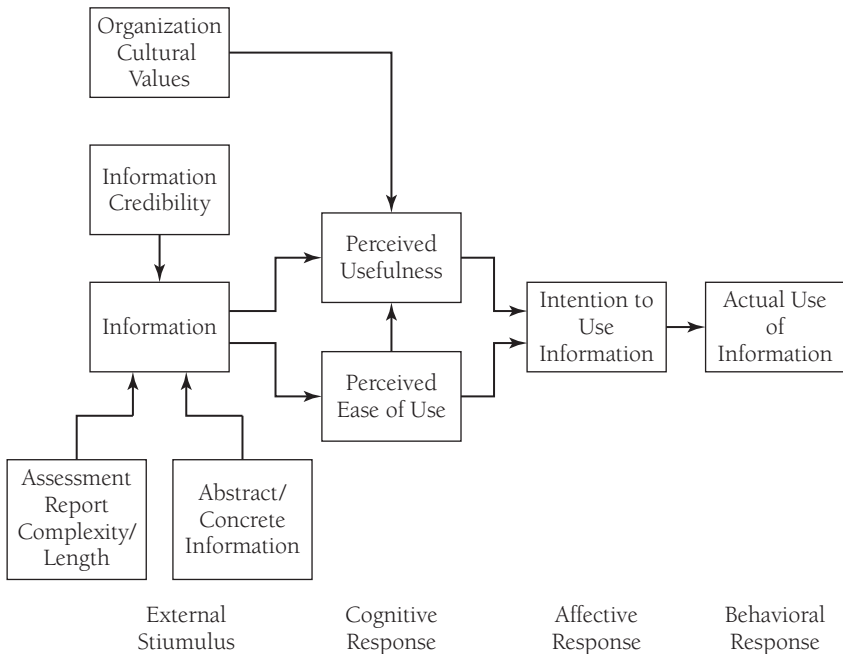 Organization
Cultural
Values
Information
Credibility
Information
Perceived
Usefulness
Perceived
Ease of Use
Intention to
Use
Information
Actual Use
of
Information
Assessment
Report
Complexity/
Length
Abstract/
Concrete
Information
External
Stiumulus
Cognitive
Response
Affective
Response
Behavioral
Response